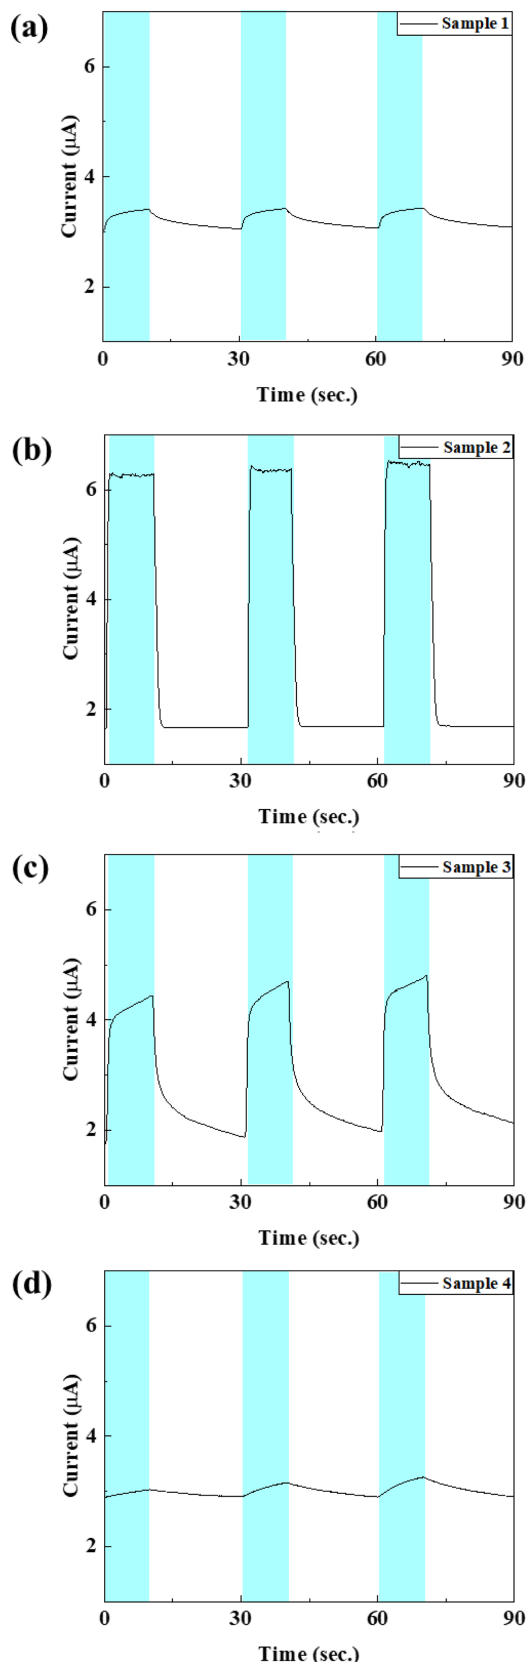 (a)
Sample 1
6
4
2
Current (μA)
0 30 60 90
Time (sec.)
(b)
Sample 2
6
4
2
Current (μA)
0 30 60 90
Time (sec.)
(c)
Sample 3
6
4
2
Current (μA)
0 30 60 90
Time (sec.)
(d)
Sample 4
6
4
2
Current (μA)
0 30 60 90
Time (sec.)